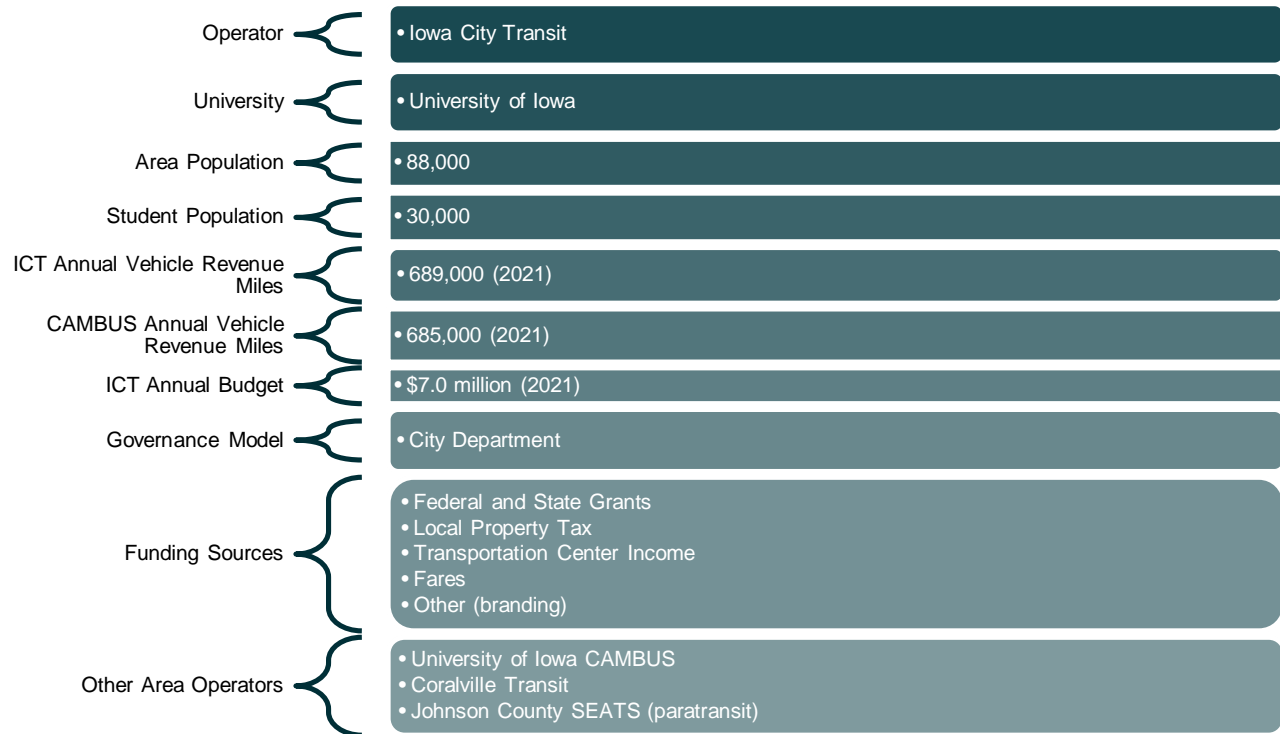 Operator
• Iowa City Transit
University
• University of Iowa
Area Population
• 88,000
Student Population
• 30,000
ICT Annual Vehicle Revenue
Miles
• 689,000 (2021)
CAMBUS Annual Vehicle
Revenue Miles
• 685,000 (2021)
ICT Annual Budget
• $7.0 million (2021)
Governance Model
• City Department
Funding Sources
• Federal and State Grants
• Local Property Tax
• Transportation Center Income
• Fares
• Other (branding)
Other Area Operators
• University of Iowa CAMBUS
• Coralville Transit
• Johnson County SEATS (paratransit)